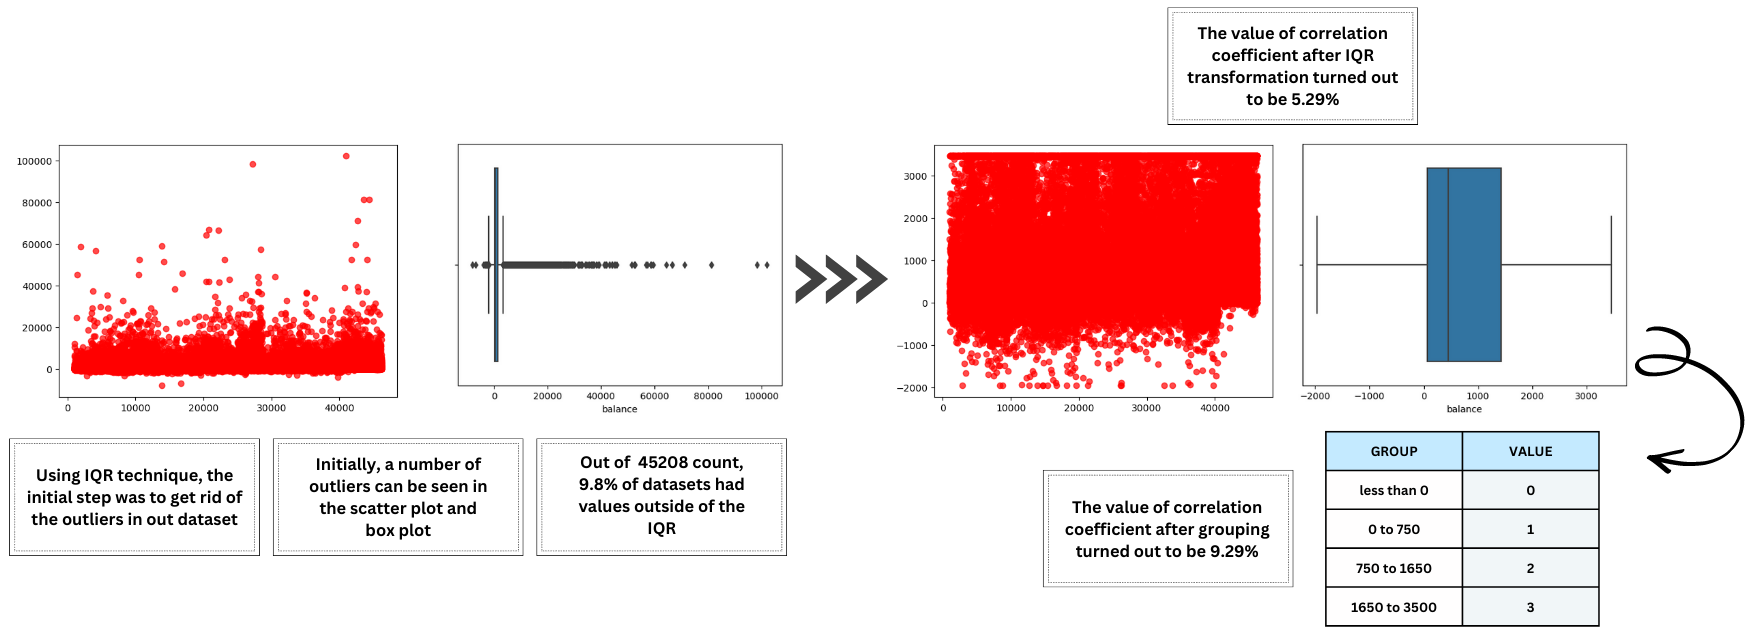 The value of correlation
coefficient after IQR
transformation turned out
to be 5.29%
100000
80000
60000
40000
20000
0
0
10000
20000
30000
40000
0
20000
40000
60000
80000
100000
balance
3000
2000
1000
0
−1000
−2000
0
10000
20000
30000
40000
−2000
−1000
0
1000
2000
3000
balance
Using IQR technique, the
initial step was to get rid of
the outliers in out dataset
Initially, a number of
outliers can be seen in
the scatter plot and
box plot
Out of 45208 count,
9.8% of datasets had
values outside of the
IQR
The value of correlation
coefficient after grouping
turned out to be 9.29%
GROUP VALUE
less than 0 0
0 to 750 1
750 to 1650 2
1650 to 3500 3